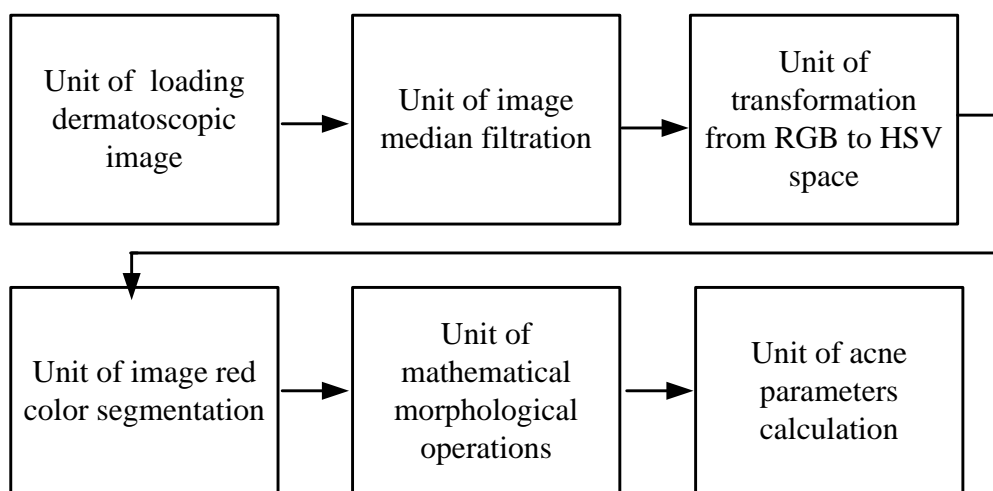 Unit of loading
dermatoscopic
image
Unit of image
median filtration
Unit of
transformation
from RGB to HSV
space
Unit of image red
color segmentation
Unit of
mathematical
morphological
operations
Unit of acne
parameters
calculation